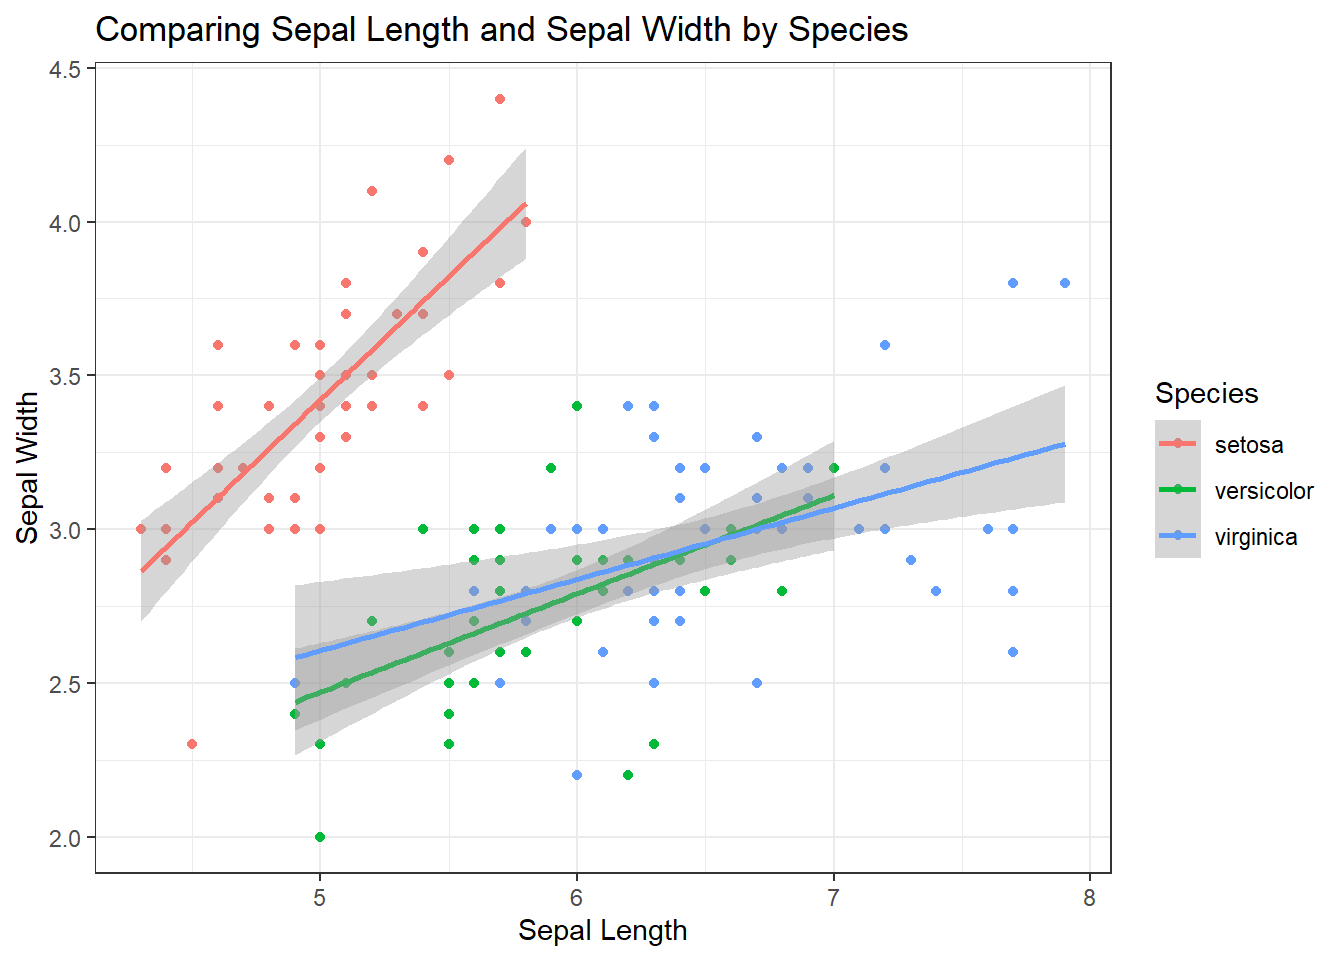 Comparing Sepal Length and Sepal Width by Species
4.5
4.0
3.5
3.0
2.5
2.0
Sepal Width
5
6
7
8
Sepal Length
Species
setosa
versicolor
virginica